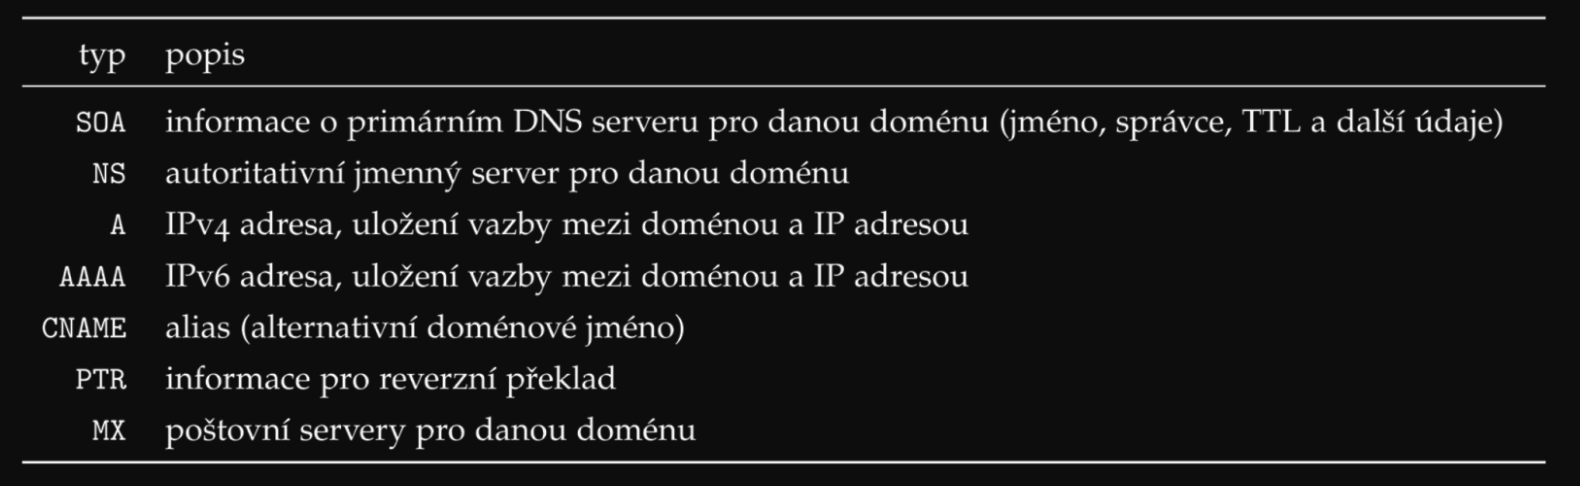 typ popis
SOA informace o primárním DNS serveru pro danou doménu (jméno, správce, TTL a další údaje)
NS autoritativní jmenný server pro danou doménu
A IPv4 adresa, uložení vazby mezi doménou a IP adresou
AAAA IPv6 adresa, uložení vazby mezi doménou a IP adresou
CNAME alias (alternativní doménové jméno)
PTR informace pro reverzní překlad
MX poštovní servery pro danou doménu